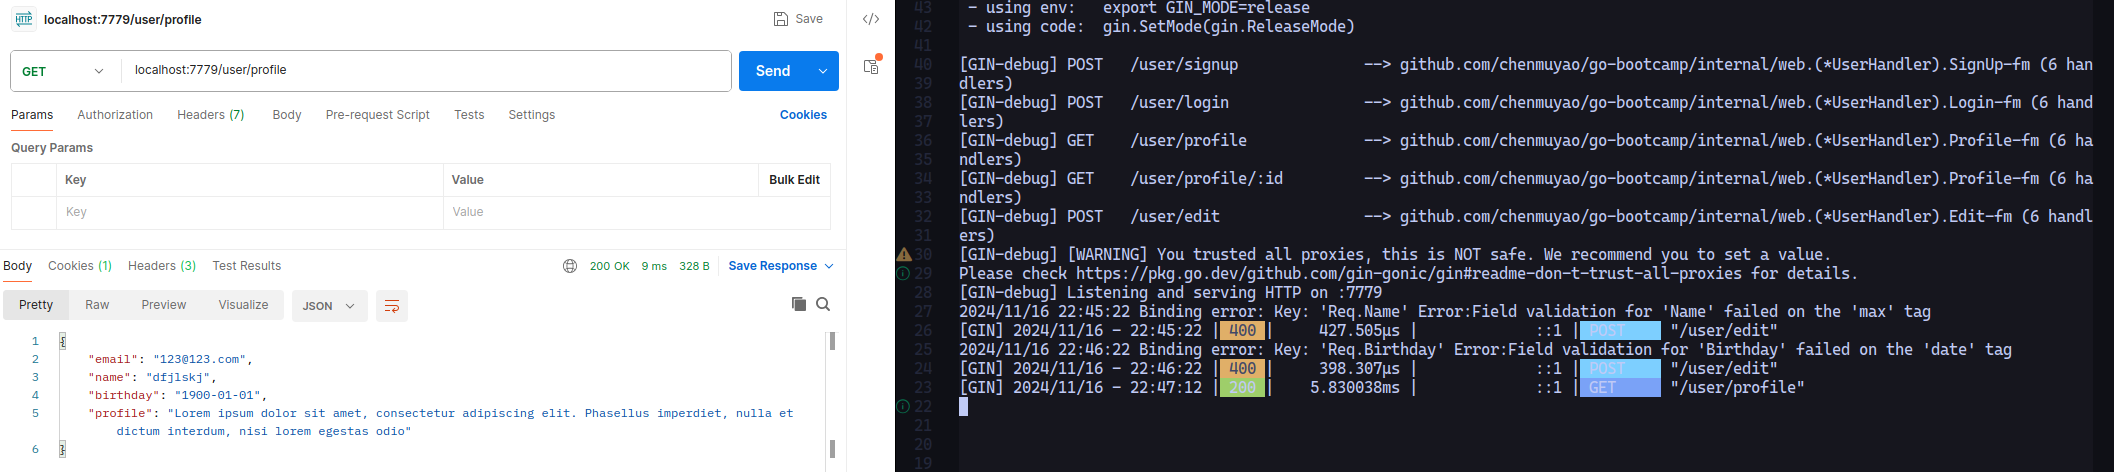 HTTP localhost:7779/user/profile Save
GET localhost:7779/user/profile Send
Params Authorization Headers (7) Body Pre-request Script Tests Settings Cookies
Query Params
Key Value Bulk Edit
Key Value
Body Cookies (1) Headers (3) Test Results 200 OK 9 ms 328 B Save Response
Pretty Raw Preview Visualize JSON
1 {
2 "email": "123@123.com",
3 "name": "dfjlskj",
4 "birthday": "1900-01-01",
5 "profile": "Lorem ipsum dolor sit amet, consectetur adipiscing elit. Phasellus imperdiet, nulla et
dictum interdum, nisi lorem egestas odio"
6 }
43 - using env: export GIN_MODE=release
42 - using code: gin.SetMode(gin.ReleaseMode)
41
40 [GIN-debug] POST /user/signup --> github.com/chenmuyao/go-bootcamp/internal/web.(*UserHandler).SignUp-fm (6 han
39 dlers)
38 [GIN-debug] POST /user/login --> github.com/chenmuyao/go-bootcamp/internal/web.(*UserHandler).Login-fm (6 hand
37 lers)
36 [GIN-debug] GET /user/profile --> github.com/chenmuyao/go-bootcamp/internal/web.(*UserHandler).Profile-fm (6 ha
35 ndlers)
34 [GIN-debug] GET /user/profile/:id --> github.com/chenmuyao/go-bootcamp/internal/web.(*UserHandler).Profile-fm (6 ha
33 ndlers)
32 [GIN-debug] POST /user/edit --> github.com/chenmuyao/go-bootcamp/internal/web.(*UserHandler).Edit-fm (6 handl
31 ers)
30 [GIN-debug] [WARNING] You trusted all proxies, this is NOT safe. We recommend you to set a value.
29 Please check https://pkg.go.dev/github.com/gin-gonic/gin#readme-don-t-trust-all-proxies for details.
28 [GIN-debug] Listening and serving HTTP on :7779
27 2024/11/16 22:45:22 Binding error: Key: 'Req.Name' Error:Field validation for 'Name' failed on the 'max' tag
26 [GIN] 2024/11/16 - 22:45:22 | 400 | 427.505µs | ::1 | POST "/user/edit"
25 2024/11/16 22:46:22 Binding error: Key: 'Req.Birthday' Error:Field validation for 'Birthday' failed on the 'date' tag
24 [GIN] 2024/11/16 - 22:46:22 | 400 | 398.307µs | ::1 | POST "/user/edit"
23 [GIN] 2024/11/16 - 22:47:12 | 200 | 5.830038ms | ::1 | GET "/user/profile"
22
21
20
19